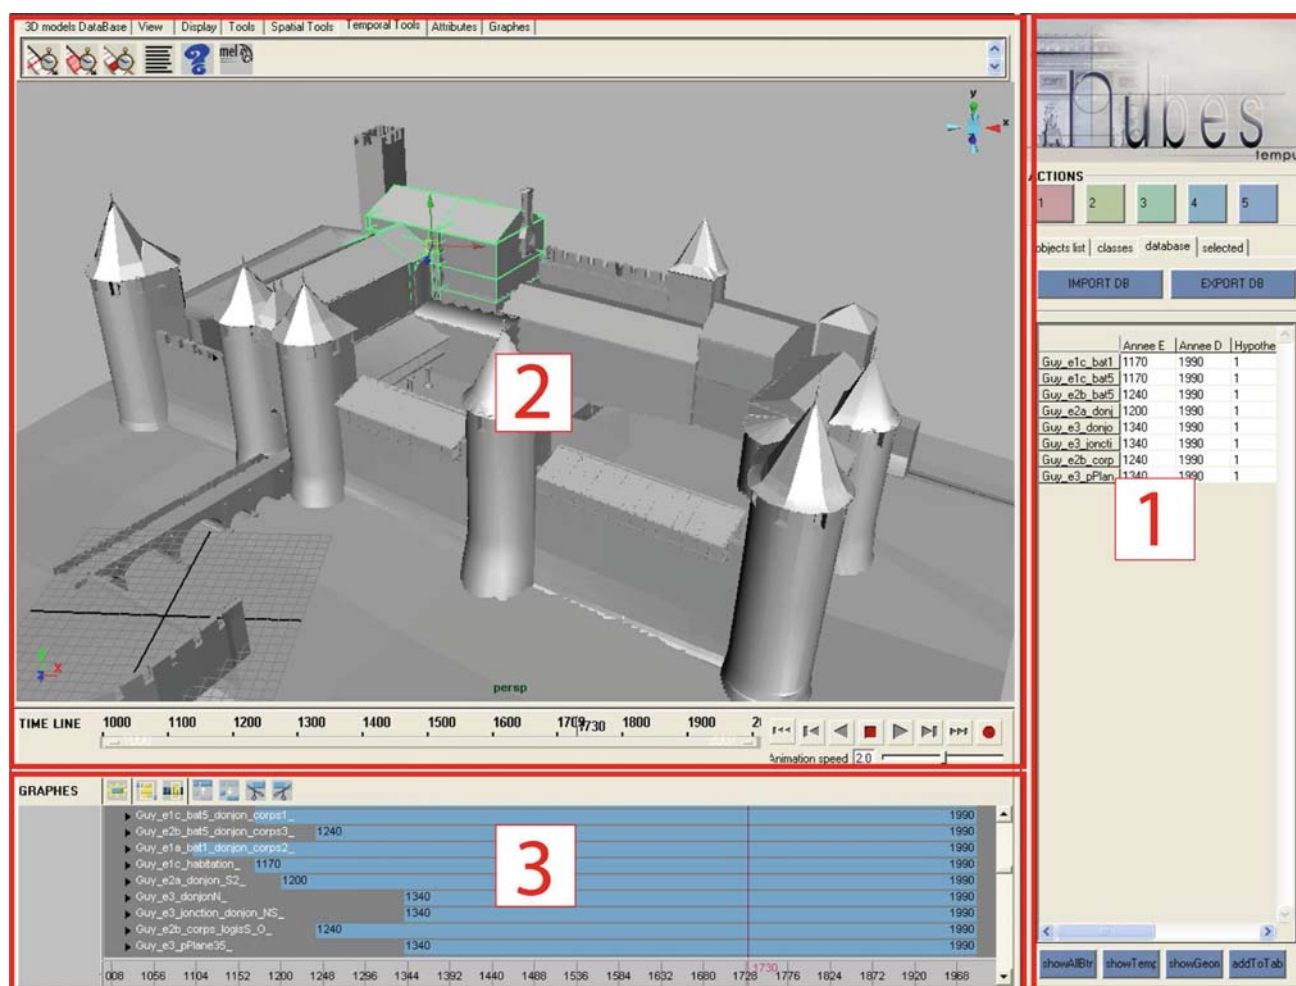 3D models DataBase View Display Tools Spatial Tools Temporal Tools Attributes Graphes
mel
y
x
2
x
persp
TIME LINE 1000 1100 1200 1300 1400 1500 1600 1730 1800 1900
Animation speed 2.0
GRAPHES
Guy_e1c_bat5_donjon_corps1_ 1990
Guy_e2b_bat5_donjon_corps3_ 1240 1990
Guy_e1a_bat1_donjon_corps2_ 1990
Guy_e1c_habitation_ 1170 1990
Guy_e2a_donjon_S2_ 1200 1990
Guy_e3_donjonN_ 1340 1990
Guy_e3_jonction_donjon_NS_ 1340 1990
Guy_e2b_corps_logisS_O_ 1240 1990
Guy_e3_pPlane35_ 1340 1990
3
1730
008 1056 1104 1152 1200 1248 1296 1344 1392 1440 1488 1536 1584 1632 1680 1728 1776 1824 1872 1920 1968
nubes
tempu
ACTIONS
1 2 3 4 5
objects list classes database selected
IMPORT DB EXPORT DB
Annee E Annee D Hypothe
Guy_e1c_bat1 1170 1990 1
Guy_e1c_bat5 1170 1990 1
Guy_e2b_bat5 1240 1990 1
Guy_e2a_donj 1200 1990 1
Guy_e3_donjo 1340 1990 1
Guy_e3_joncti 1340 1990 1
Guy_e2b_corp 1240 1990 1
Guy_e3_pPlan 1340 1990 1
1
showAllBtr showTemp showGeon addToTab